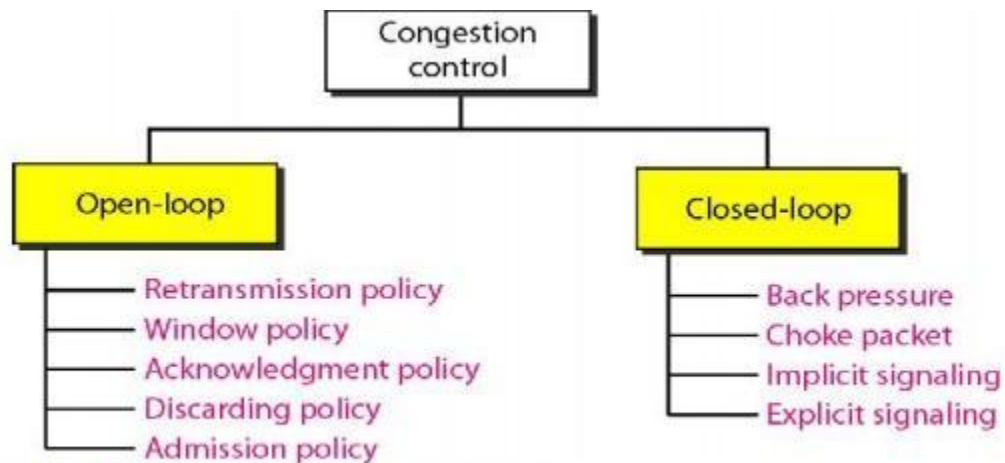 Congestion
control
Open-loop
Retransmission policy
Window policy
Acknowledgment policy
Discarding policy
Admission policy
Closed-loop
Back pressure
Choke packet
Implicit signaling
Explicit signaling